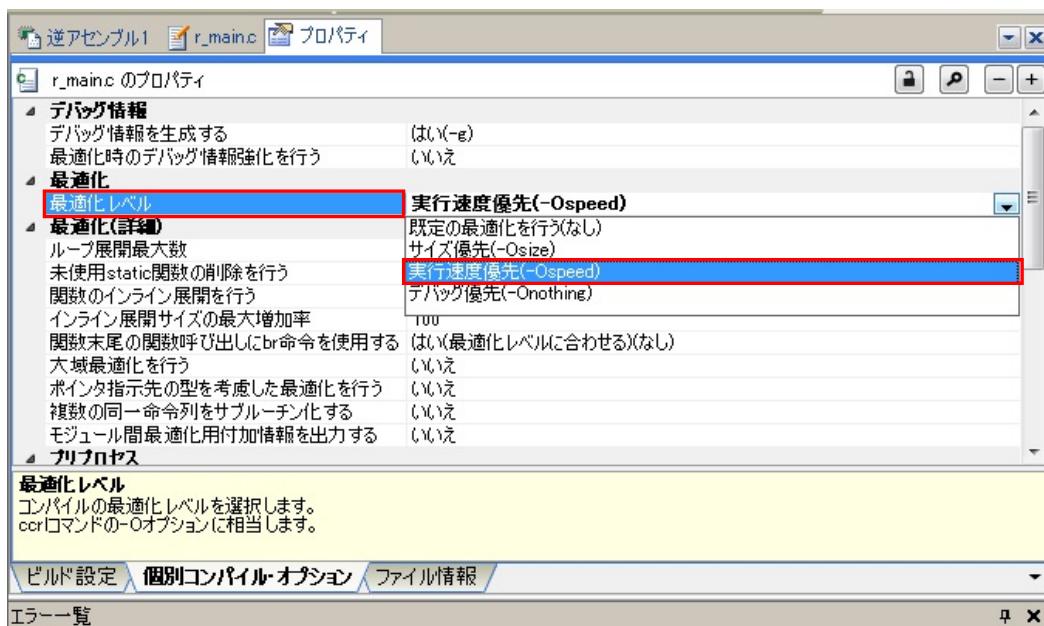 逆アセンブル1 r_main.c プロパティ
r_main.c のプロパティ
デバッグ情報
デバッグ情報を生成する はい(-g)
最適化時のデバッグ情報強化を行う いいえ
最適化
最適化レベル 実行速度優先(-Ospeed)
最適化(詳細) 既定の最適化を行う(なし)
ループ展開最大数 サイズ優先(-Osize)
未使用static関数の削除を行う 実行速度優先(-Ospeed)
関数のインライン展開を行う デバッグ優先(-Onothing)
インライン展開サイズの最大増加率 100
関数末尾の関数呼び出しにbr命令を使用する はい(最適化レベルに合わせる)(なし)
大域最適化を行う いいえ
ポインタ指示先の型を考慮した最適化を行う いいえ
複数の同一命令列をサブルーチン化する いいえ
モジュール間最適化用付加情報を出力する いいえ
プリプロセス
最適化レベル
コンパイルの最適化レベルを選択します。
ccrlコマンドの-Oオプションに相当します。
ビルド設定 個別コンパイル・オプション ファイル情報
エラー一覧